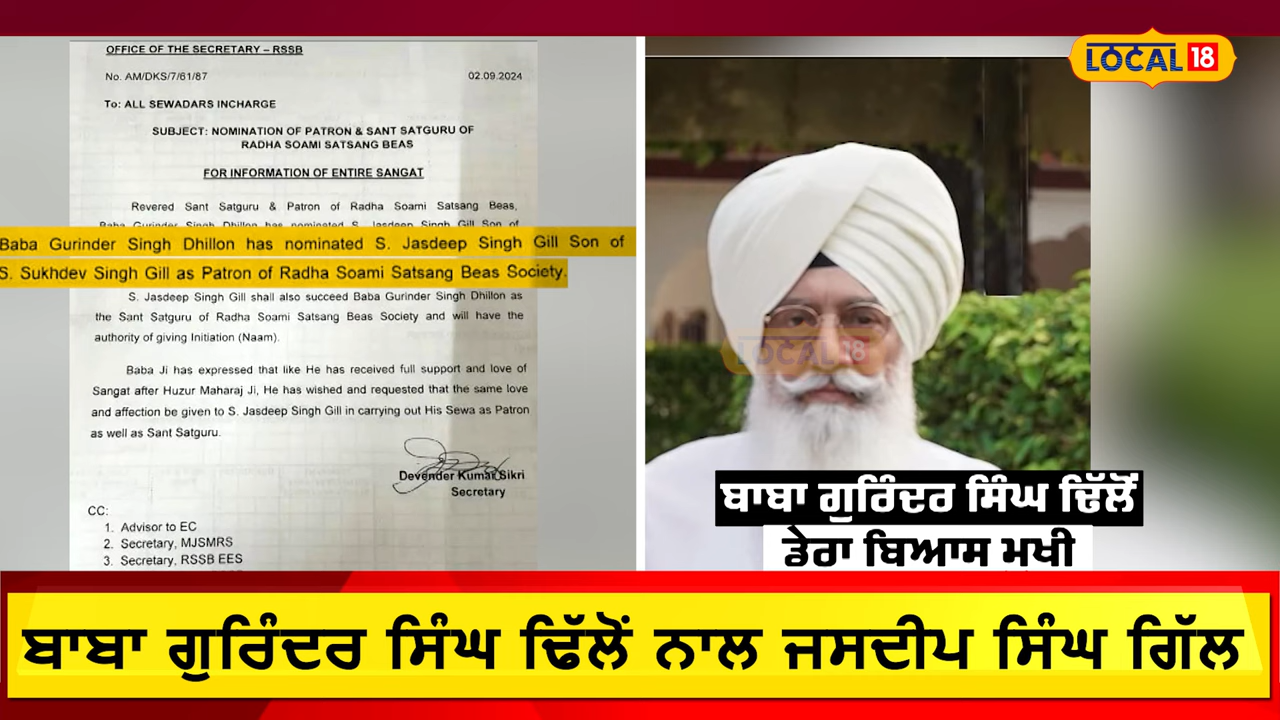 OFFICE OF THE SECRETARY – RSSB
No. AM/DKS/7/61/87 02.09.2024
To: ALL SEWADARS INCHARGE
SUBJECT: NOMINATION OF PATRON & SANT SATGURU OF
RADHA SOAMI SATSANG BEAS
FOR INFORMATION OF ENTIRE SANGAT
Revered Sant Satguru & Patron of Radha Soami Satsang Beas,
Baba Gurinder Singh Dhillon has nominated S. Jasdeep Singh Gill Son of
Baba Gurinder Singh Dhillon has nominated S. Jasdeep Singh Gill Son of
S. Sukhdev Singh Gill as Patron of Radha Soami Satsang Beas Society.
S. Jasdeep Singh Gill shall also succeed Baba Gurinder Singh Dhillon as
the Sant Satguru of Radha Soami Satsang Beas Society and will have the
authority of giving Initiation (Naam).
Baba Ji has expressed that like He has received full support and love of
Sangat after Huzur Maharaj Ji, He has wished and requested that the same love
and affection be given to S. Jasdeep Singh Gill in carrying out His Sewa as Patron
as well as Sant Satguru.
Devender Kumar Sikri
Secretary
CC:
1. Advisor to EC
2. Secretary, MJSMRS
3. Secretary, RSSB EES
LOCAL 18
LOCAL 18
ਬਾਬਾ ਗੁਰਿੰਦਰ ਸਿੰਘ ਢਿੱਲੋਂ
ਡੇਰਾ ਬਿਆਸ ਮੁਖੀ
ਬਾਬਾ ਗੁਰਿੰਦਰ ਸਿੰਘ ਢਿੱਲੋਂ ਨਾਲ ਜਸਦੀਪ ਸਿੰਘ ਗਿੱਲ